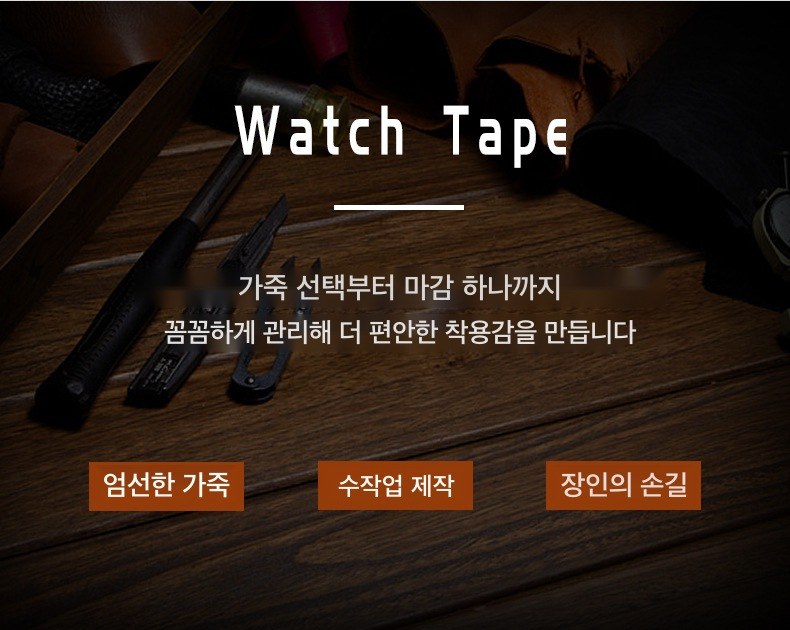 Watch Tape
가죽 선택부터 마감 하나까지
꼼꼼하게 관리해 더 편안한 착용감을 만듭니다
엄선한 가죽
수작업 제작
장인의 손길